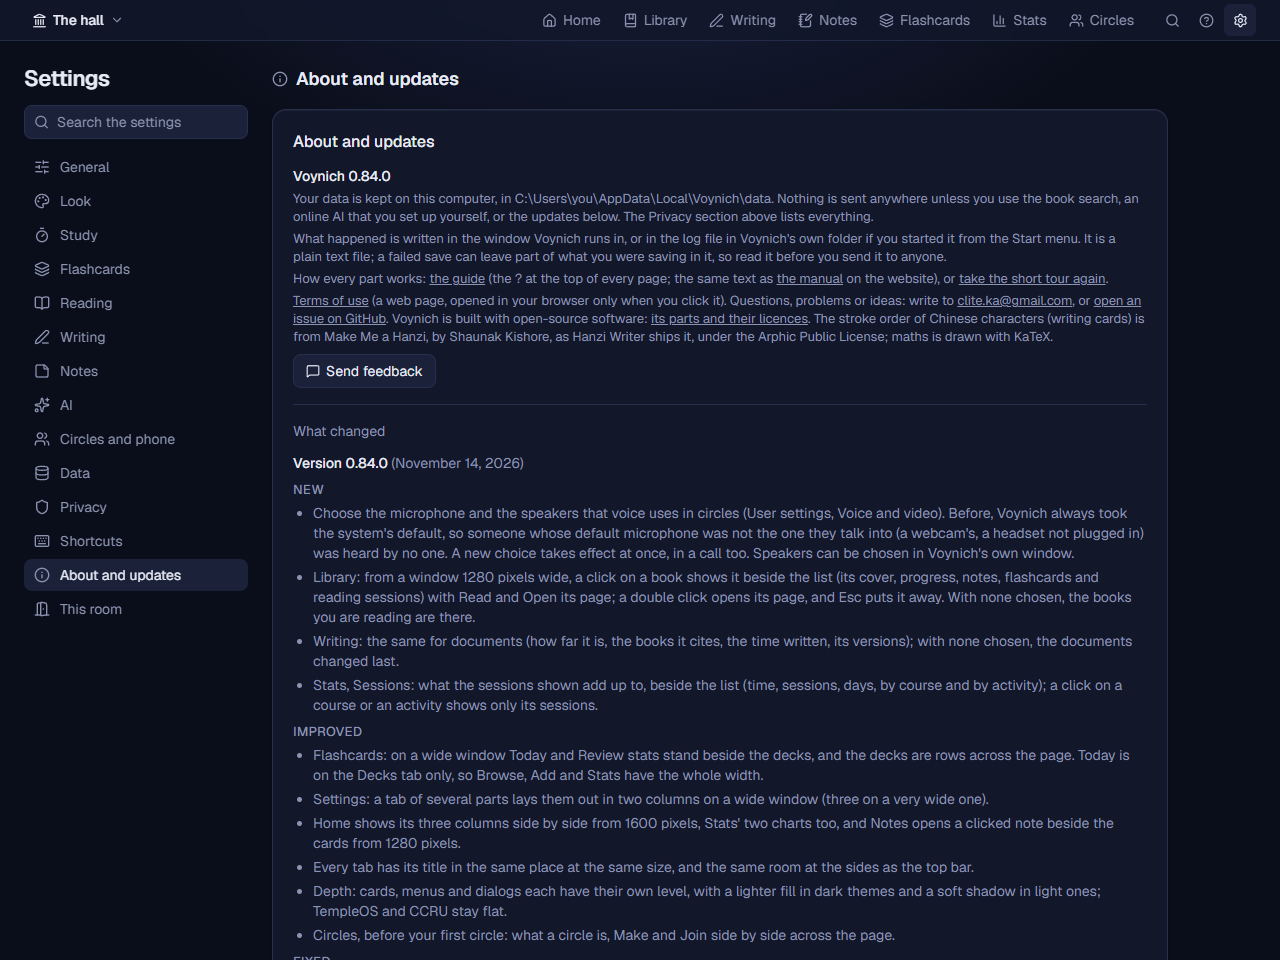 The hall
Home
Library
Writing
Notes
Flashcards
Stats
Circles
Settings
Search the settings
General
Look
Study
Flashcards
Reading
Writing
Notes
AI
Circles and phone
Data
Privacy
Shortcuts
About and updates
This room
About and updates
About and updates
Voynich 0.84.0
Your data is kept on this computer, in C:\Users\you\AppData\Local\Voynich\data. Nothing is sent anywhere unless you use the book search, an
online AI that you set up yourself, or the updates below. The Privacy section above lists everything.
What happened is written in the window Voynich runs in, or in the log file in Voynich's own folder if you started it from the Start menu. It is a
plain text file; a failed save can leave part of what you were saving in it, so read it before you send it to anyone.
How every part works: the guide (the ? at the top of every page; the same text as the manual on the website), or take the short tour again.
Terms of use (a web page, opened in your browser only when you click it). Questions, problems or ideas: write to clite.ka@gmail.com, or open an
issue on GitHub. Voynich is built with open-source software: its parts and their licences. The stroke order of Chinese characters (writing cards) is
from Make Me a Hanzi, by Shaunak Kishore, as Hanzi Writer ships it, under the Arphic Public License; maths is drawn with KaTeX.
Send feedback
What changed
Version 0.84.0 (November 14, 2026)
NEW
• Choose the microphone and the speakers that voice uses in circles (User settings, Voice and video). Before, Voynich always took
the system's default, so someone whose default microphone was not the one they talk into (a webcam's, a headset not plugged in)
was heard by no one. A new choice takes effect at once, in a call too. Speakers can be chosen in Voynich's own window.
• Library: from a window 1280 pixels wide, a click on a book shows it beside the list (its cover, progress, notes, flashcards and
reading sessions) with Read and Open its page; a double click opens its page, and Esc puts it away. With none chosen, the books
you are reading are there.
• Writing: the same for documents (how far it is, the books it cites, the time written, its versions); with none chosen, the documents
changed last.
• Stats, Sessions: what the sessions shown add up to, beside the list (time, sessions, days, by course and by activity); a click on a
course or an activity shows only its sessions.
IMPROVED
• Flashcards: on a wide window Today and Review stats stand beside the decks, and the decks are rows across the page. Today is
on the Decks tab only, so Browse, Add and Stats have the whole width.
• Settings: a tab of several parts lays them out in two columns on a wide window (three on a very wide one).
• Home shows its three columns side by side from 1600 pixels, Stats' two charts too, and Notes opens a clicked note beside the
cards from 1280 pixels.
• Every tab has its title in the same place at the same size, and the same room at the sides as the top bar.
• Depth: cards, menus and dialogs each have their own level, with a lighter fill in dark themes and a soft shadow in light ones;
TempleOS and CCRU stay flat.
• Circles, before your first circle: what a circle is, Make and Join side by side across the page.
FIXED